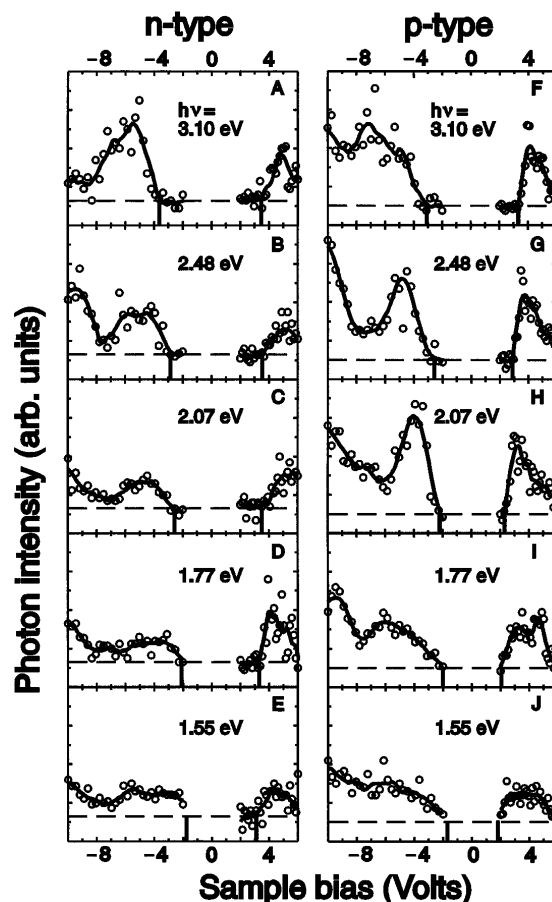 n-type p-type
−8 −4 0 4 −8 −4 0 4
A F
hν= hν=
3.10 eV 3.10 eV
B G
2.48 eV 2.48 eV
C H
2.07 eV 2.07 eV
D I
1.77 eV 1.77 eV
E J
1.55 eV 1.55 eV
Photon intensity (arb. units)
−8 −4 0 4 −8 −4 0 4
Sample bias (Volts)